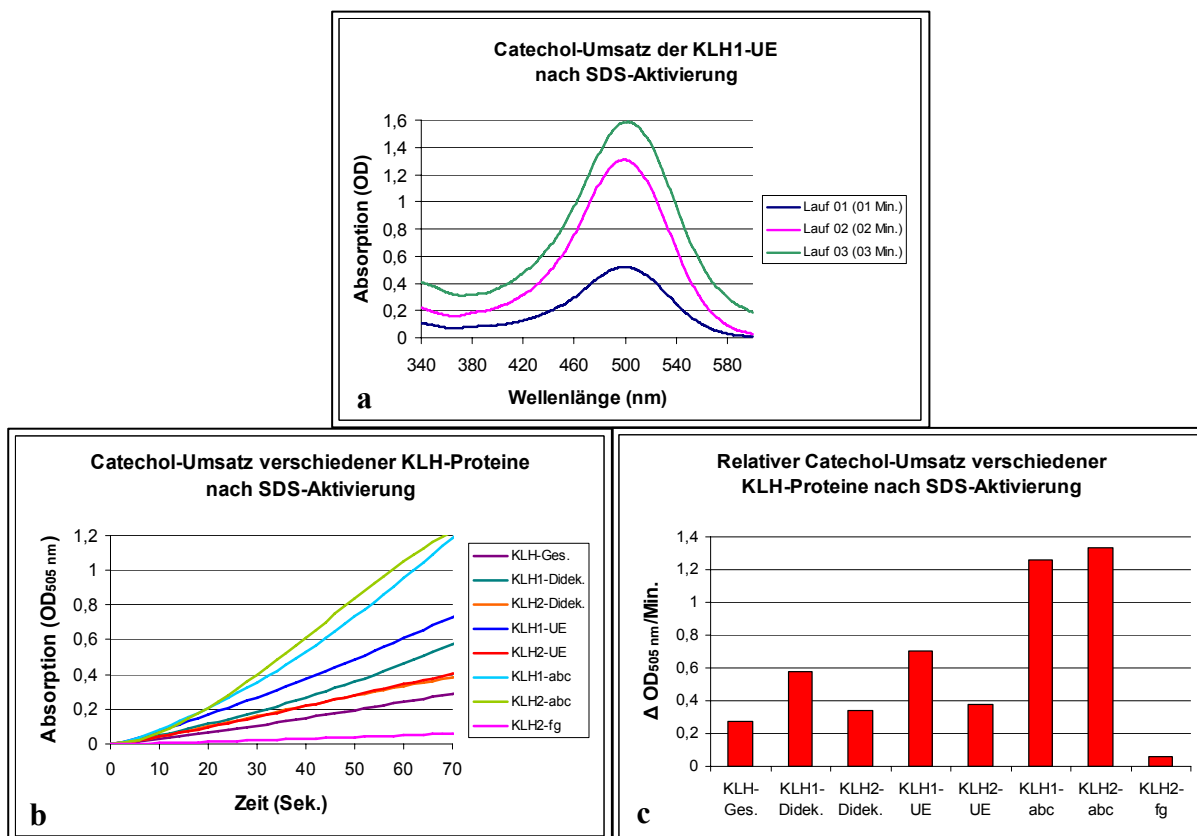 Catechol-Umsatz der KLH1-UE
nach SDS-Aktivierung
Absorption (OD)
1,6
1,4
1,2
1
0,8
0,6
0,4
0,2
0
340 380 420 460 500 540 580
Wellenlänge (nm)
Lauf 01 (01 Min.)
Lauf 02 (02 Min.)
Lauf 03 (03 Min.)
a
Catechol-Umsatz verschiedener KLH-Proteine
nach SDS-Aktivierung
Absorption (OD505 nm)
1,2
1
0,8
0,6
0,4
0,2
0
0 10 20 30 40 50 60 70
Zeit (Sek.)
KLH-Ges.
KLH1-Didek.
KLH2-Didek.
KLH1-UE
KLH2-UE
KLH1-abc
KLH2-abc
KLH2-fg
b
Relativer Catechol-Umsatz verschiedener
KLH-Proteine nach SDS-Aktivierung
Δ OD505 nm/Min.
1,4
1,2
1
0,8
0,6
0,4
0,2
0
KLH- KLH1- KLH2- KLH1- KLH2- KLH1- KLH2- KLH2-
Ges. Didek. Didek. UE UE abc abc fg
c